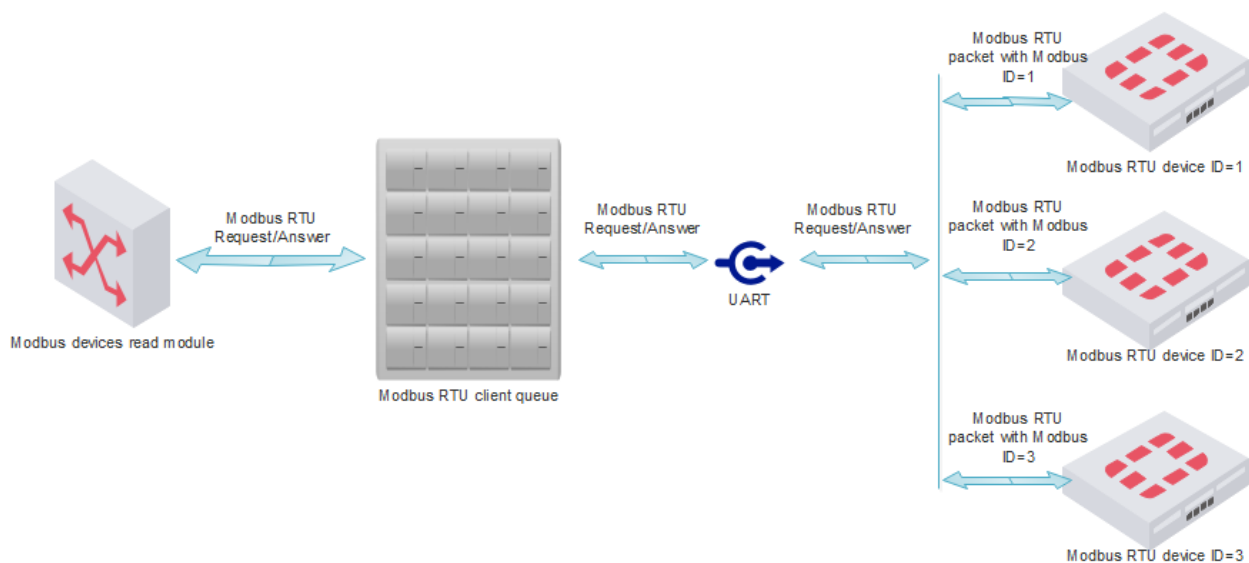 Modbus devices read module
Modbus RTU
Request/Answer
Modbus RTU client queue
Modbus RTU
Request/Answer
UART
Modbus RTU
Request/Answer
Modbus RTU
packet with Modbus
ID=1
Modbus RTU device ID=1
Modbus RTU
packet with Modbus
ID=2
Modbus RTU device ID=2
Modbus RTU
packet with Modbus
ID=3
Modbus RTU device ID=3